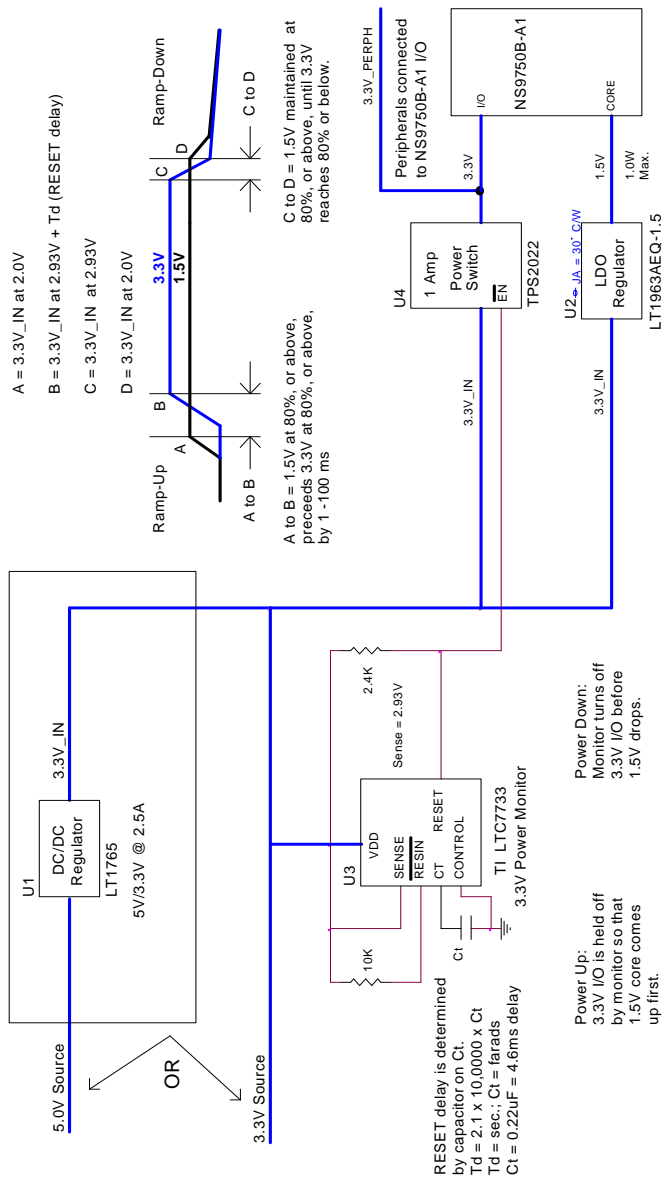 A = 3.3V_IN at 2.0V
B = 3.3V_IN at 2.93V + Td (RESET delay)
C = 3.3V_IN at 2.93V
D = 3.3V_IN at 2.0V
Ramp-Up
A
B
3.3V
1.5V
C
D
Ramp-Down
A to B
C to D
A to B = 1.5V at 80%, or above,
preceeds 3.3V at 80%, or above,
by 1 -100 ms
C to D = 1.5V maintained at
80%, or above, until 3.3V
reaches 80% or below.
5.0V Source
OR
3.3V Source
U1
DC/DC
Regulator
LT1765
5V/3.3V @ 2.5A
3.3V_IN
U3
VDD
SENSE
RESIN
CT
CONTROL
RESET
TI LTC7733
3.3V Power Monitor
10K
Ct
Sense = 2.93V
2.4K
3.3V_IN
U4
1 Amp
Power
Switch
EN
TPS2022
3.3V
3.3V_PERPH
Peripherals connected
to NS9750B-A1 I/O
3.3V_IN
U2
JA = 30° C/W
LDO
Regulator
LT1963AEQ-1.5
1.5V
1.0W
Max.
I/O
NS9750B-A1
CORE
RESET delay is determined
by capacitor on Ct.
Td = 2.1 x 10,0000 x Ct
Td = sec.; Ct = farads
Ct = 0.22uF = 4.6ms delay
Power Up:
3.3V I/O is held off
by monitor so that
1.5V core comes
up first.
Power Down:
Monitor turns off
3.3V I/O before
1.5V drops.